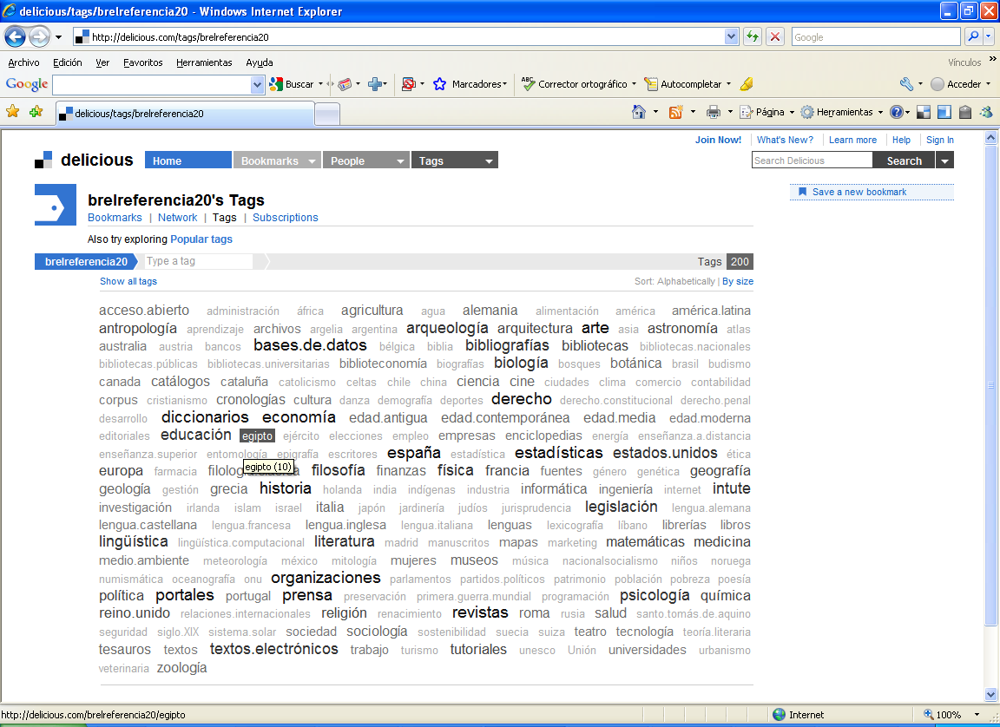 delicious/tags/brelreferencia20 - Windows Internet Explorer
http://delicious.com/tags/brelreferencia20
Google
Archivo Edición Ver Favoritos Herramientas Ayuda
Vínculos »
Google Buscar Marcadores Corrector ortográfico Autocompletar Acceder
delicious/tags/brelreferencia20 Página Herramientas
Join Now! What's New? Learn more Help Sign In
delicious Home Bookmarks People Tags Search Delicious Search
brelreferencia20's Tags
Save a new bookmark
Bookmarks | Network | Tags | Subscriptions
Also try exploring Popular tags
brelreferencia20 Type a tag Tags 200
Show all tags Sort: Alphabetically | By size
acceso.abierto administración áfrica agricultura agua alemania alimentación américa américa.latina
antropología aprendizaje archivos argelia argentina arqueología arquitectura arte asia astronomía atlas
australia austria bancos bases.de.datos bélgica biblia bibliografías bibliotecas bibliotecas.nacionales
bibliotecas.públicas bibliotecas.universitarias biblioteconomía biografías biología bosques botánica brasil budismo
canada catálogos cataluña catolicismo celtas chile china ciencia cine ciudades clima comercio contabilidad
corpus cristianismo cronologías cultura danza demografía deportes derecho derecho.constitucional derecho.penal
desarrollo diccionarios economía edad.antigua edad.contemporánea edad.media edad.moderna
editoriales educación egipto ejército elecciones empleo empresas enciclopedias energía enseñanza.a.distancia
enseñanza.superior entomología epigrafía escritores españa estadística estadísticas estados.unidos ética
egipto (10)
europa farmacia filosofía finanzas física francia fuentes género genética geografía
geología gestión grecia historia holanda india indígenas industria informática ingeniería internet intute
investigación irlanda islam israel italia japón jardinería judíos jurisprudencia legislación lengua.alemana
lengua.castellana lengua.francesa lengua.inglesa lengua.italiana lenguas lexicografía líbano librerías libros
lingüística lingüística.computacional literatura madrid manuscritos mapas marketing matemáticas medicina
medio.ambiente meteorología méxico mitología mujeres museos música nacionalsocialismo niños noruega
numismática oceanografía onu organizaciones parlamentos partidos.políticos patrimonio población pobreza poesía
política portales portugal prensa preservación primera.guerra.mundial programación psicología química
reino.unido relaciones.internacionales religión renacimiento revistas roma rusia salud santo.tomás.de.aquino
seguridad siglo.XIX sistema.solar sociedad sociología sostenibilidad suecia suiza teatro tecnología teoría.literaria
tesauros textos textos.electrónicos trabajo turismo tutoriales unesco Unión universidades urbanismo
veterinaria zoología
http://delicious.com/brelreferencia20/egipto Internet 100%